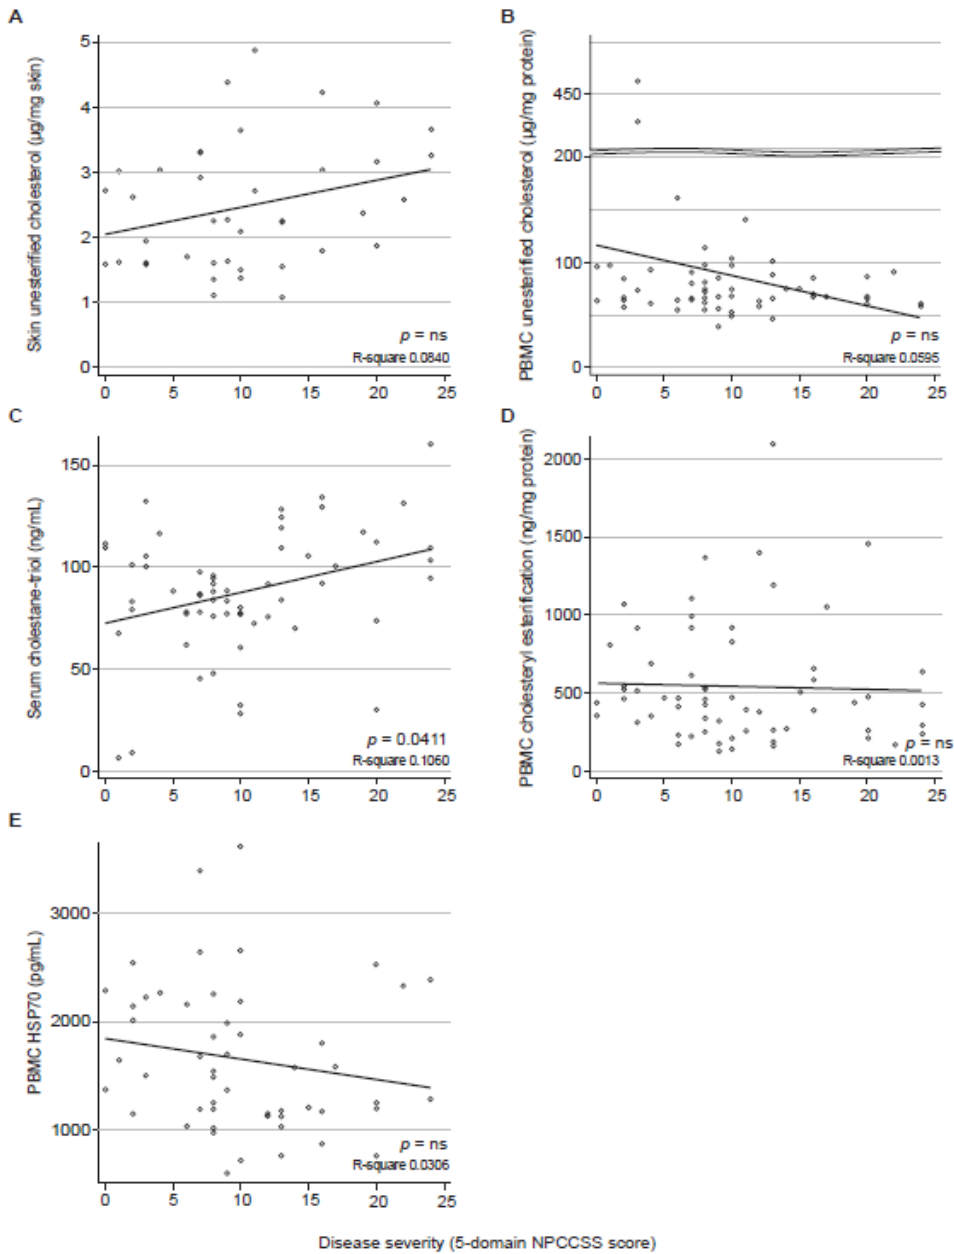 A
Skin unesterified cholesterol (µg/mg skin)
5
4
3
2
1
0
p = ns
R-square 0.0840
0 5 10 15 20 25
B
PBMC unesterified cholesterol (µg/mg protein)
450
200
100
0
p = ns
R-square 0.0595
0 5 10 15 20 25
C
Serum cholestane-triol (ng/mL)
150
100
50
0
p = 0.0411
R-square 0.1060
0 5 10 15 20 25
D
PBMC cholesteryl esterification (ng/mg protein)
2000
1500
1000
500
0
p = ns
R-square 0.0013
0 5 10 15 20 25
E
PBMC HSP70 (pg/mL)
3000
2000
1000
p = ns
R-square 0.0306
0 5 10 15 20 25
Disease severity (5-domain NPCCSS score)